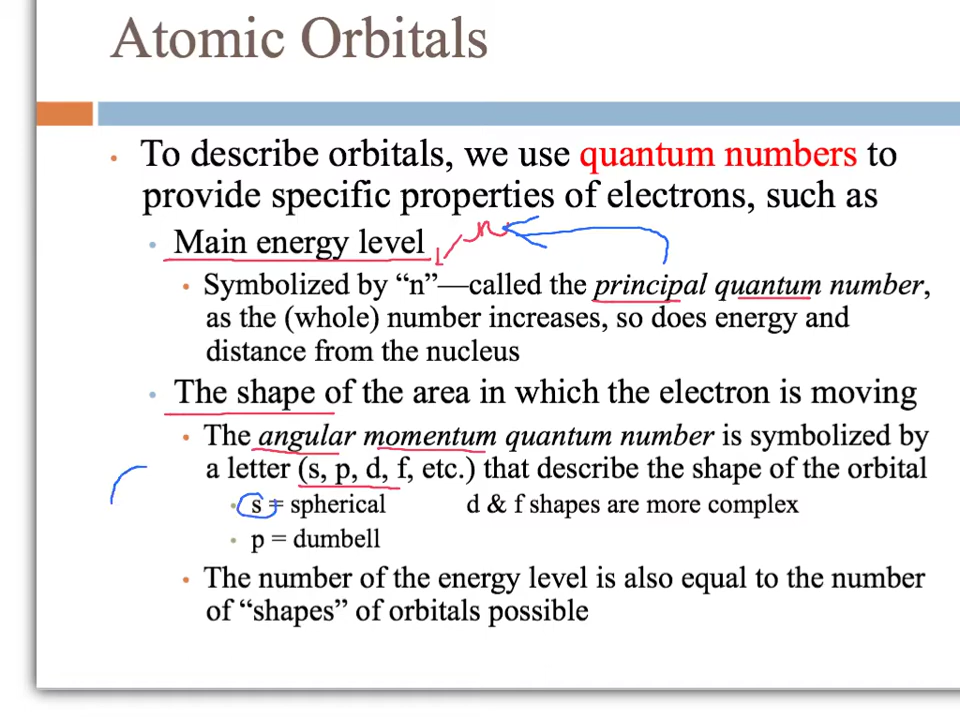 Atomic Orbitals
• To describe orbitals, we use quantum numbers to
provide specific properties of electrons, such as
n
• Main energy level
• Symbolized by “n”—called the principal quantum number,
as the (whole) number increases, so does energy and
distance from the nucleus
• The shape of the area in which the electron is moving
• The angular momentum quantum number is symbolized by
a letter (s, p, d, f, etc.) that describe the shape of the orbital
• s = spherical d & f shapes are more complex
• p = dumbell
• The number of the energy level is also equal to the number
of “shapes” of orbitals possible